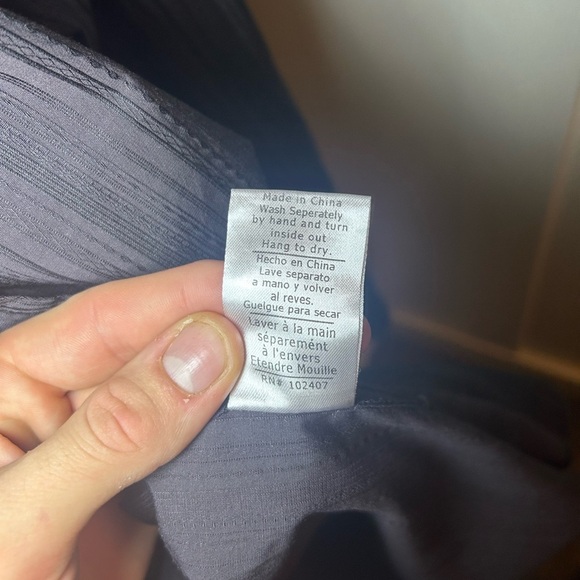 Made in China
Wash Seperately
by hand and turn
inside out
Hang to dry.
Hecho en China
Lave separato
a mano y volver
al reves.
Guelgue para secar
Laver à la main
séparemént
à l'envers
Etendre Mouille
RN# 102407